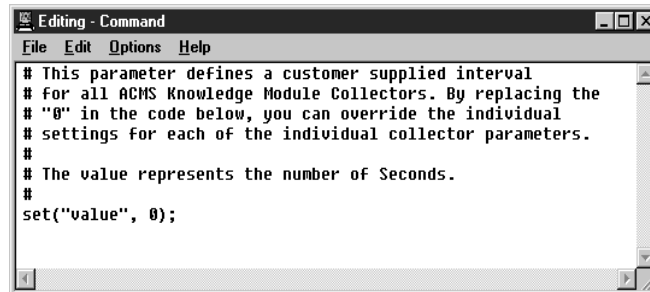 Editing - Command
File Edit Options Help
# This parameter defines a customer supplied interval
# for all ACMS Knowledge Module Collectors. By replacing the
# "0" in the code below, you can override the individual
# settings for each of the individual collector parameters.
#
# The value represents the number of Seconds.
#
set("value", 0);